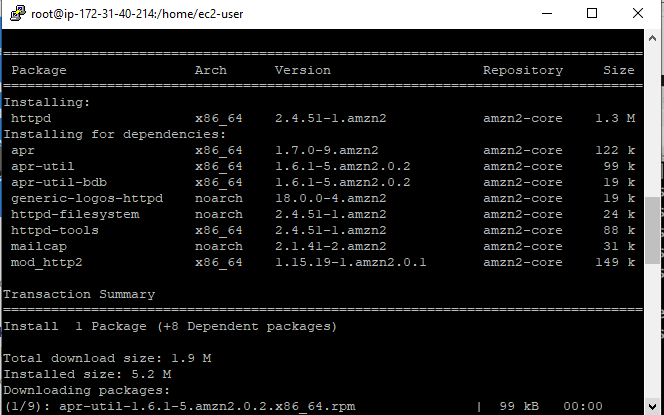 root@ip-172-31-40-214:/home/ec2-user
================================================================================
Package Arch Version Repository Size
================================================================================
Installing:
httpd x86_64 2.4.51-1.amzn2 amzn2-core 1.3 M
Installing for dependencies:
apr x86_64 1.7.0-9.amzn2 amzn2-core 122 k
apr-util x86_64 1.6.1-5.amzn2.0.2 amzn2-core 99 k
apr-util-bdb x86_64 1.6.1-5.amzn2.0.2 amzn2-core 19 k
generic-logos-httpd noarch 18.0.0-4.amzn2 amzn2-core 19 k
httpd-filesystem noarch 2.4.51-1.amzn2 amzn2-core 24 k
httpd-tools x86_64 2.4.51-1.amzn2 amzn2-core 88 k
mailcap noarch 2.1.41-2.amzn2 amzn2-core 31 k
mod_http2 x86_64 1.15.19-1.amzn2.0.1 amzn2-core 149 k
Transaction Summary
================================================================================
Install 1 Package (+8 Dependent packages)
Total download size: 1.9 M
Installed size: 5.2 M
Downloading packages:
(1/9): apr-util-1.6.1-5.amzn2.0.2.x86_64.rpm | 99 kB 00:00